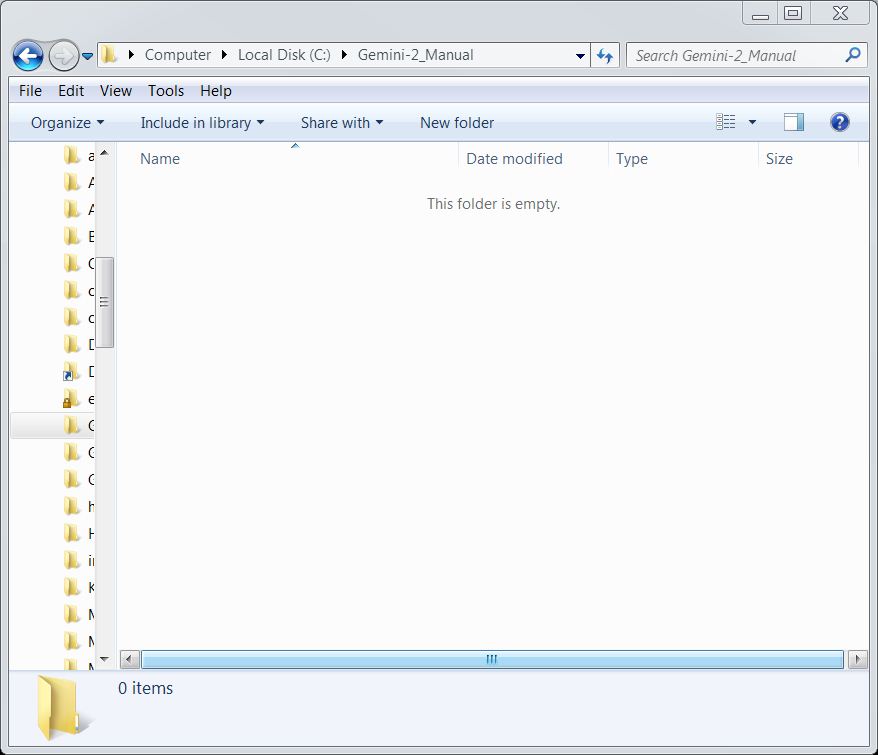 Computer Local Disk (C:) Gemini-2_Manual Search Gemini-2_Manual
File Edit View Tools Help
Organize Include in library Share with New folder
Name Date modified Type Size
This folder is empty.
a
A
A
E
C
c
c
D
D
e
G
G
G
h
H
K
M
M
0 items